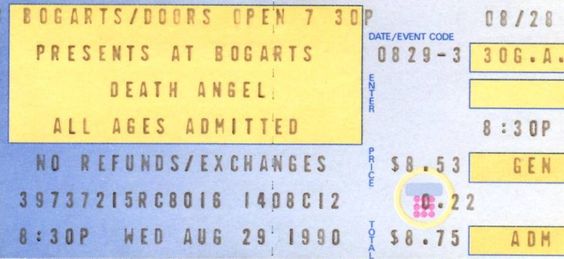 BOGARTS/DOORS OPEN 7 30P
PRESENTS AT BOGARTS
DEATH ANGEL
ALL AGES ADMITTED
NO REFUNDS/EXCHANGES
39737215RC8016 1408C12
8:30P WED AUG 29 1990
08/28
DATE/EVENT CODE
0829-3 30G.A.
ENTER
8:30P
PRICE
$8.53 GEN
0.22
TOTAL
$8.75 ADM